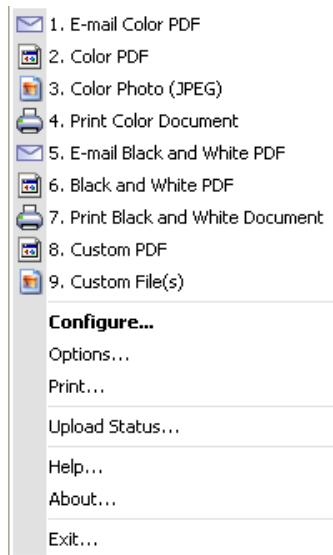 1. E-mail Color PDF
2. Color PDF
3. Color Photo (JPEG)
4. Print Color Document
5. E-mail Black and White PDF
6. Black and White PDF
7. Print Black and White Document
8. Custom PDF
9. Custom File(s)
Configure...
Options...
Print...
Upload Status...
Help...
About...
Exit...